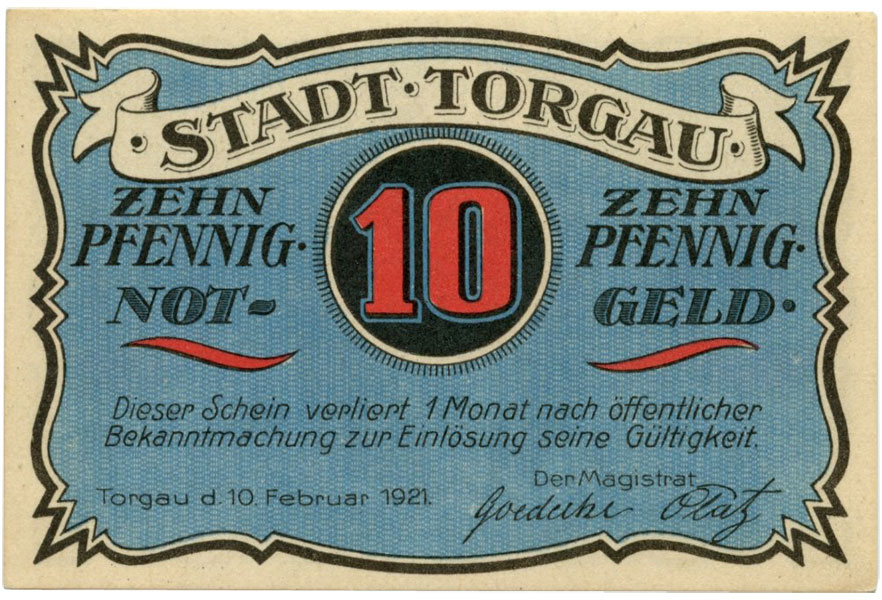 STADT · TORGAU ·
ZEHN
PFENNIG ·
NOT-
10
ZEHN
PFENNIG ·
GELD ·
Dieser Schein verliert 1 Monat nach öffentlicher
Bekanntmachung zur Einlösung seine Gültigkeit.
Torgau d. 10. Februar 1921.
Der Magistrat